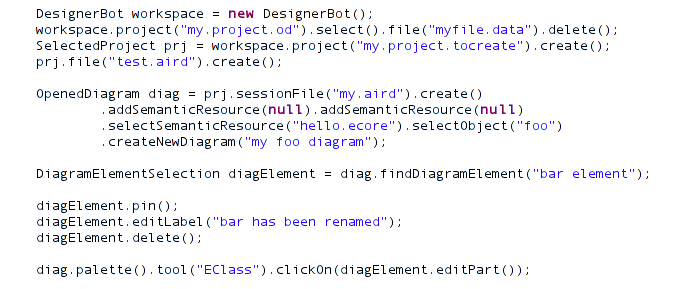 DesignerBot workspace = new DesignerBot();
workspace.project("my.project.od").select().file("myfile.data").delete();
SelectedProject prj = workspace.project("my.project.tocreate").create();
prj.file("test.aird").create();
OpenedDiagram diag = prj.sessionFile("my.aird").create()
.addSemanticResource(null).addSemanticResource(null)
.selectSemanticResource("hello.ecore").selectObject("foo")
.createNewDiagram("my foo diagram");
DiagramElementSelection diagElement = diag.findDiagramElement("bar element");
diagElement.pin();
diagElement.editLabel("bar has been renamed");
diagElement.delete();
diag.palette().tool("EClass").clickOn(diagElement.editPart());